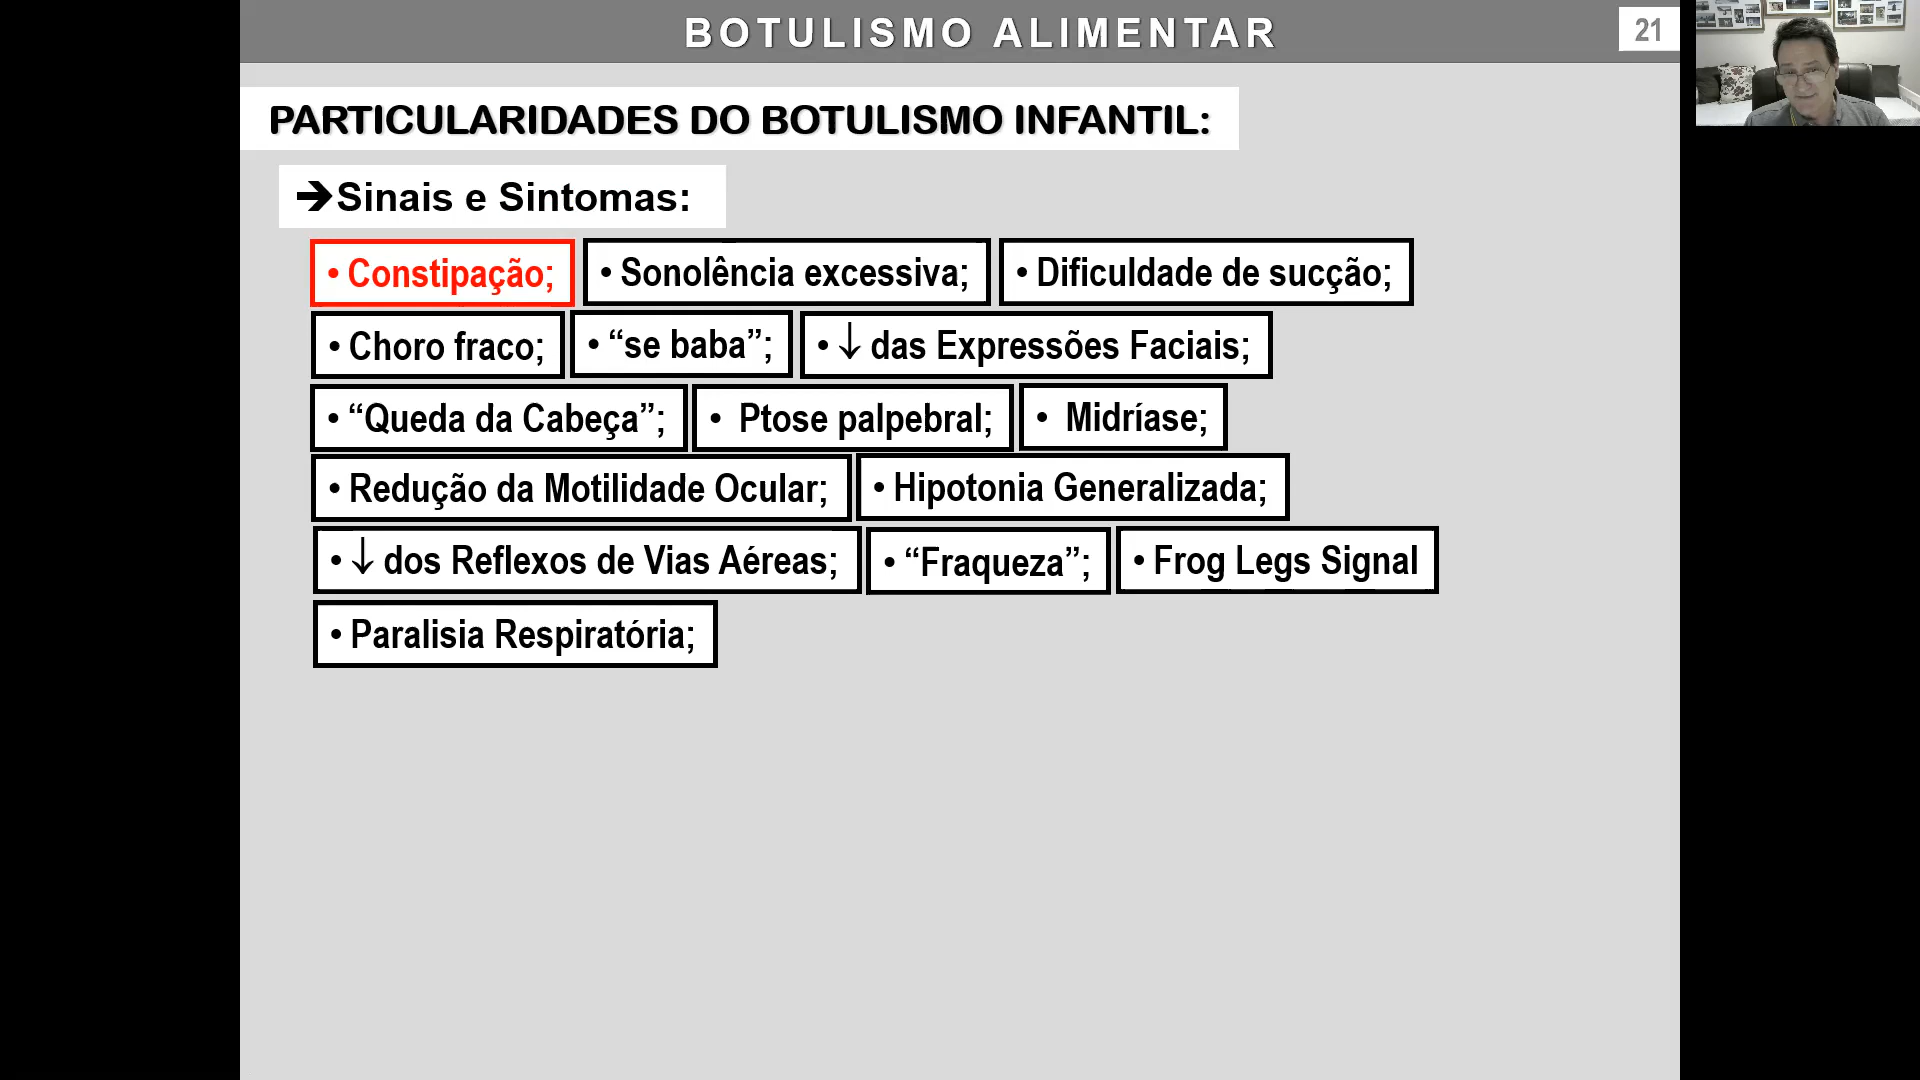 BOTULISMO ALIMENTAR
21
PARTICULARIDADES DO BOTULISMO INFANTIL:
➔Sinais e Sintomas:
• Constipação; • Sonolência excessiva; • Dificuldade de sucção;
• Choro fraco; • “se baba”; • ↓ das Expressões Faciais;
• “Queda da Cabeça”; • Ptose palpebral; • Midríase;
• Redução da Motilidade Ocular; • Hipotonia Generalizada;
• ↓ dos Reflexos de Vias Aéreas; • “Fraqueza”; • Frog Legs Signal
• Paralisia Respiratória;